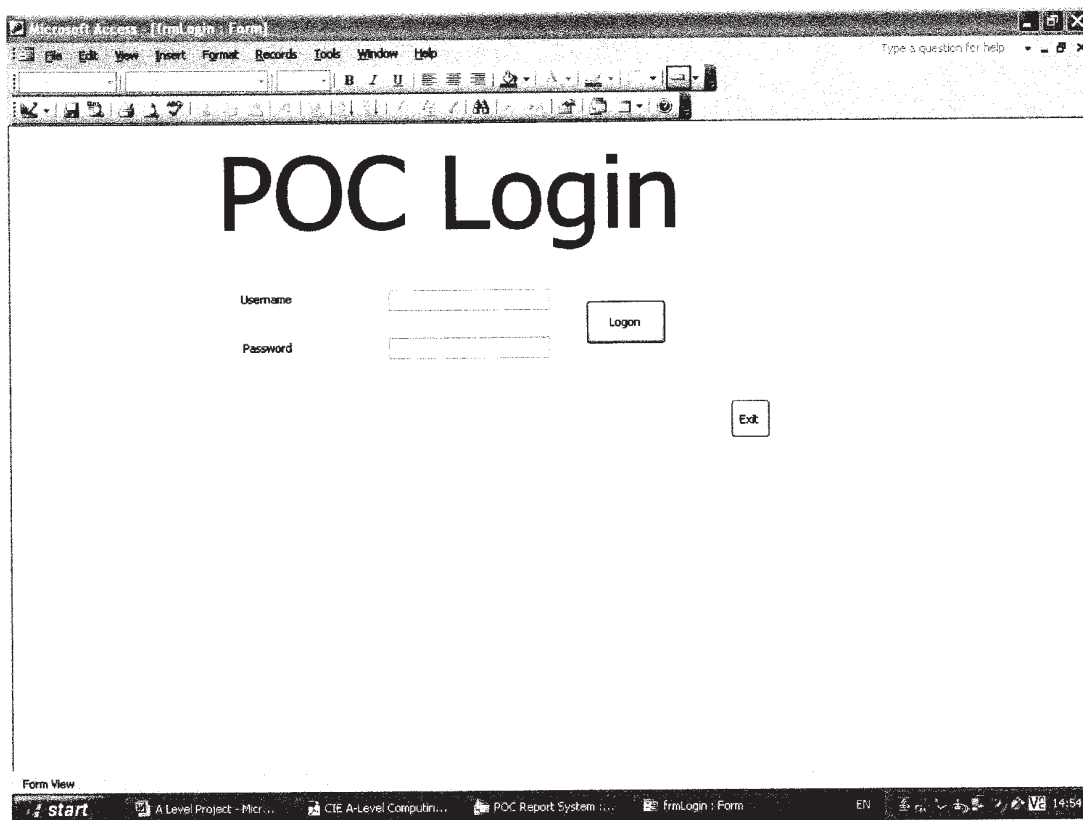 Microsoft Access - [frmLogin : Form]
File Edit View Insert Format Records Tools Window Help
Type a question for help
B I U
POC Login
Username
Logon
Password
Exit
Form View
start
A Level Project - Micr...
CIE A-Level Computin...
POC Report System :...
frmLogin : Form
EN
14:54